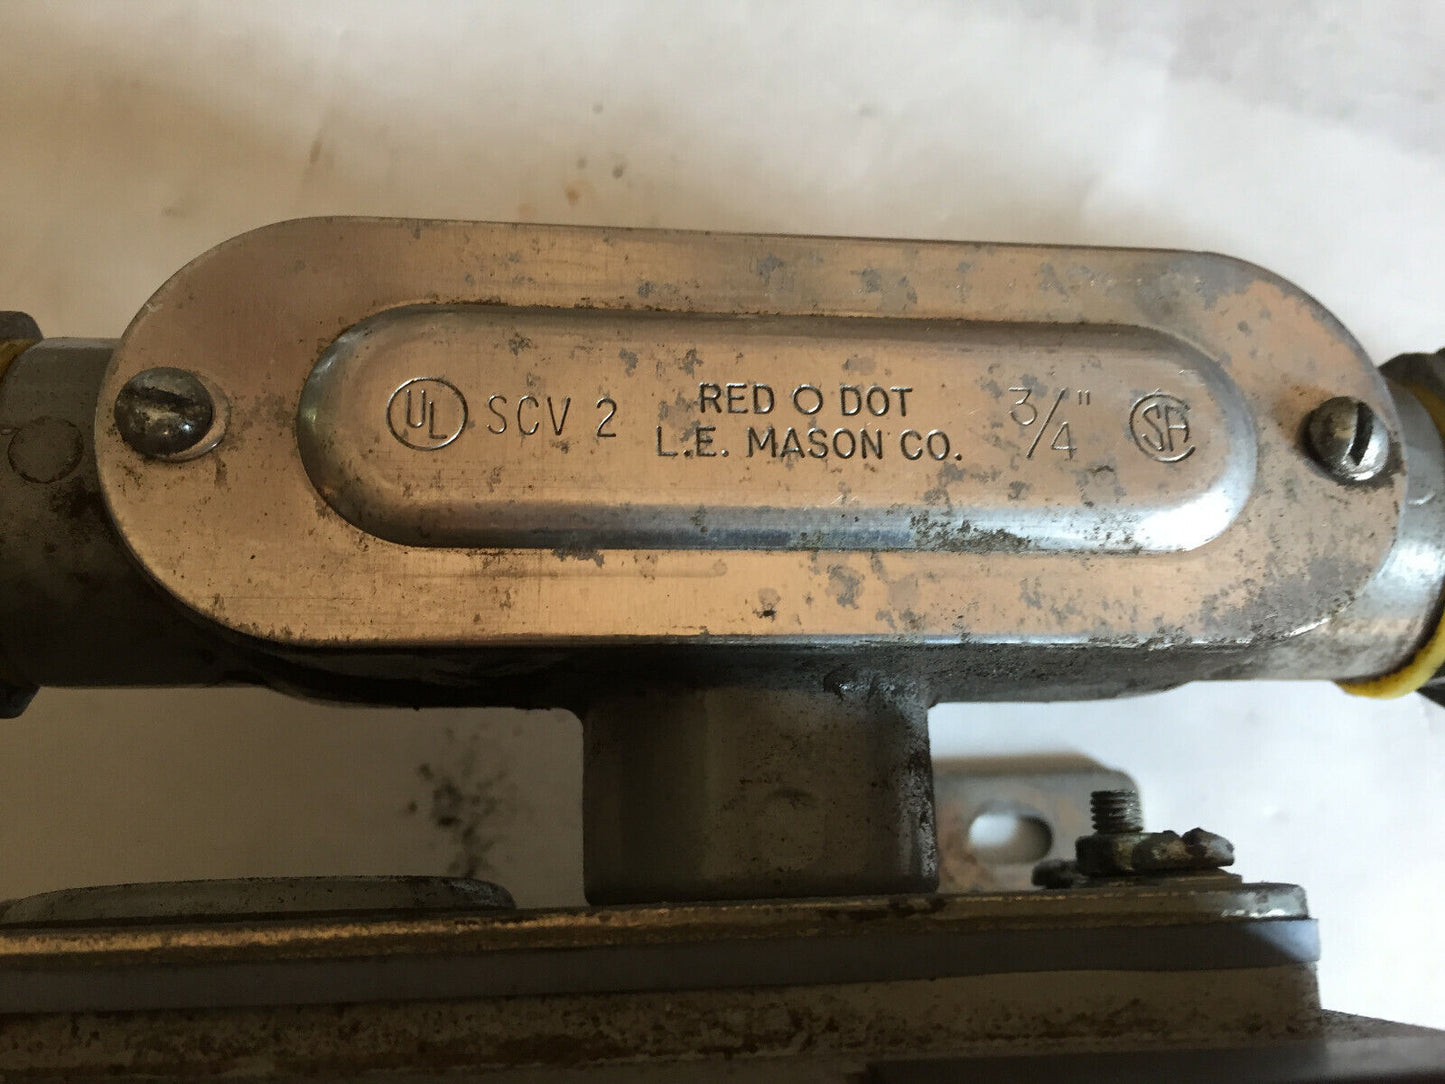 UL SCV 2 RED O DOT 3/4" SA
L.E. MASON CO.